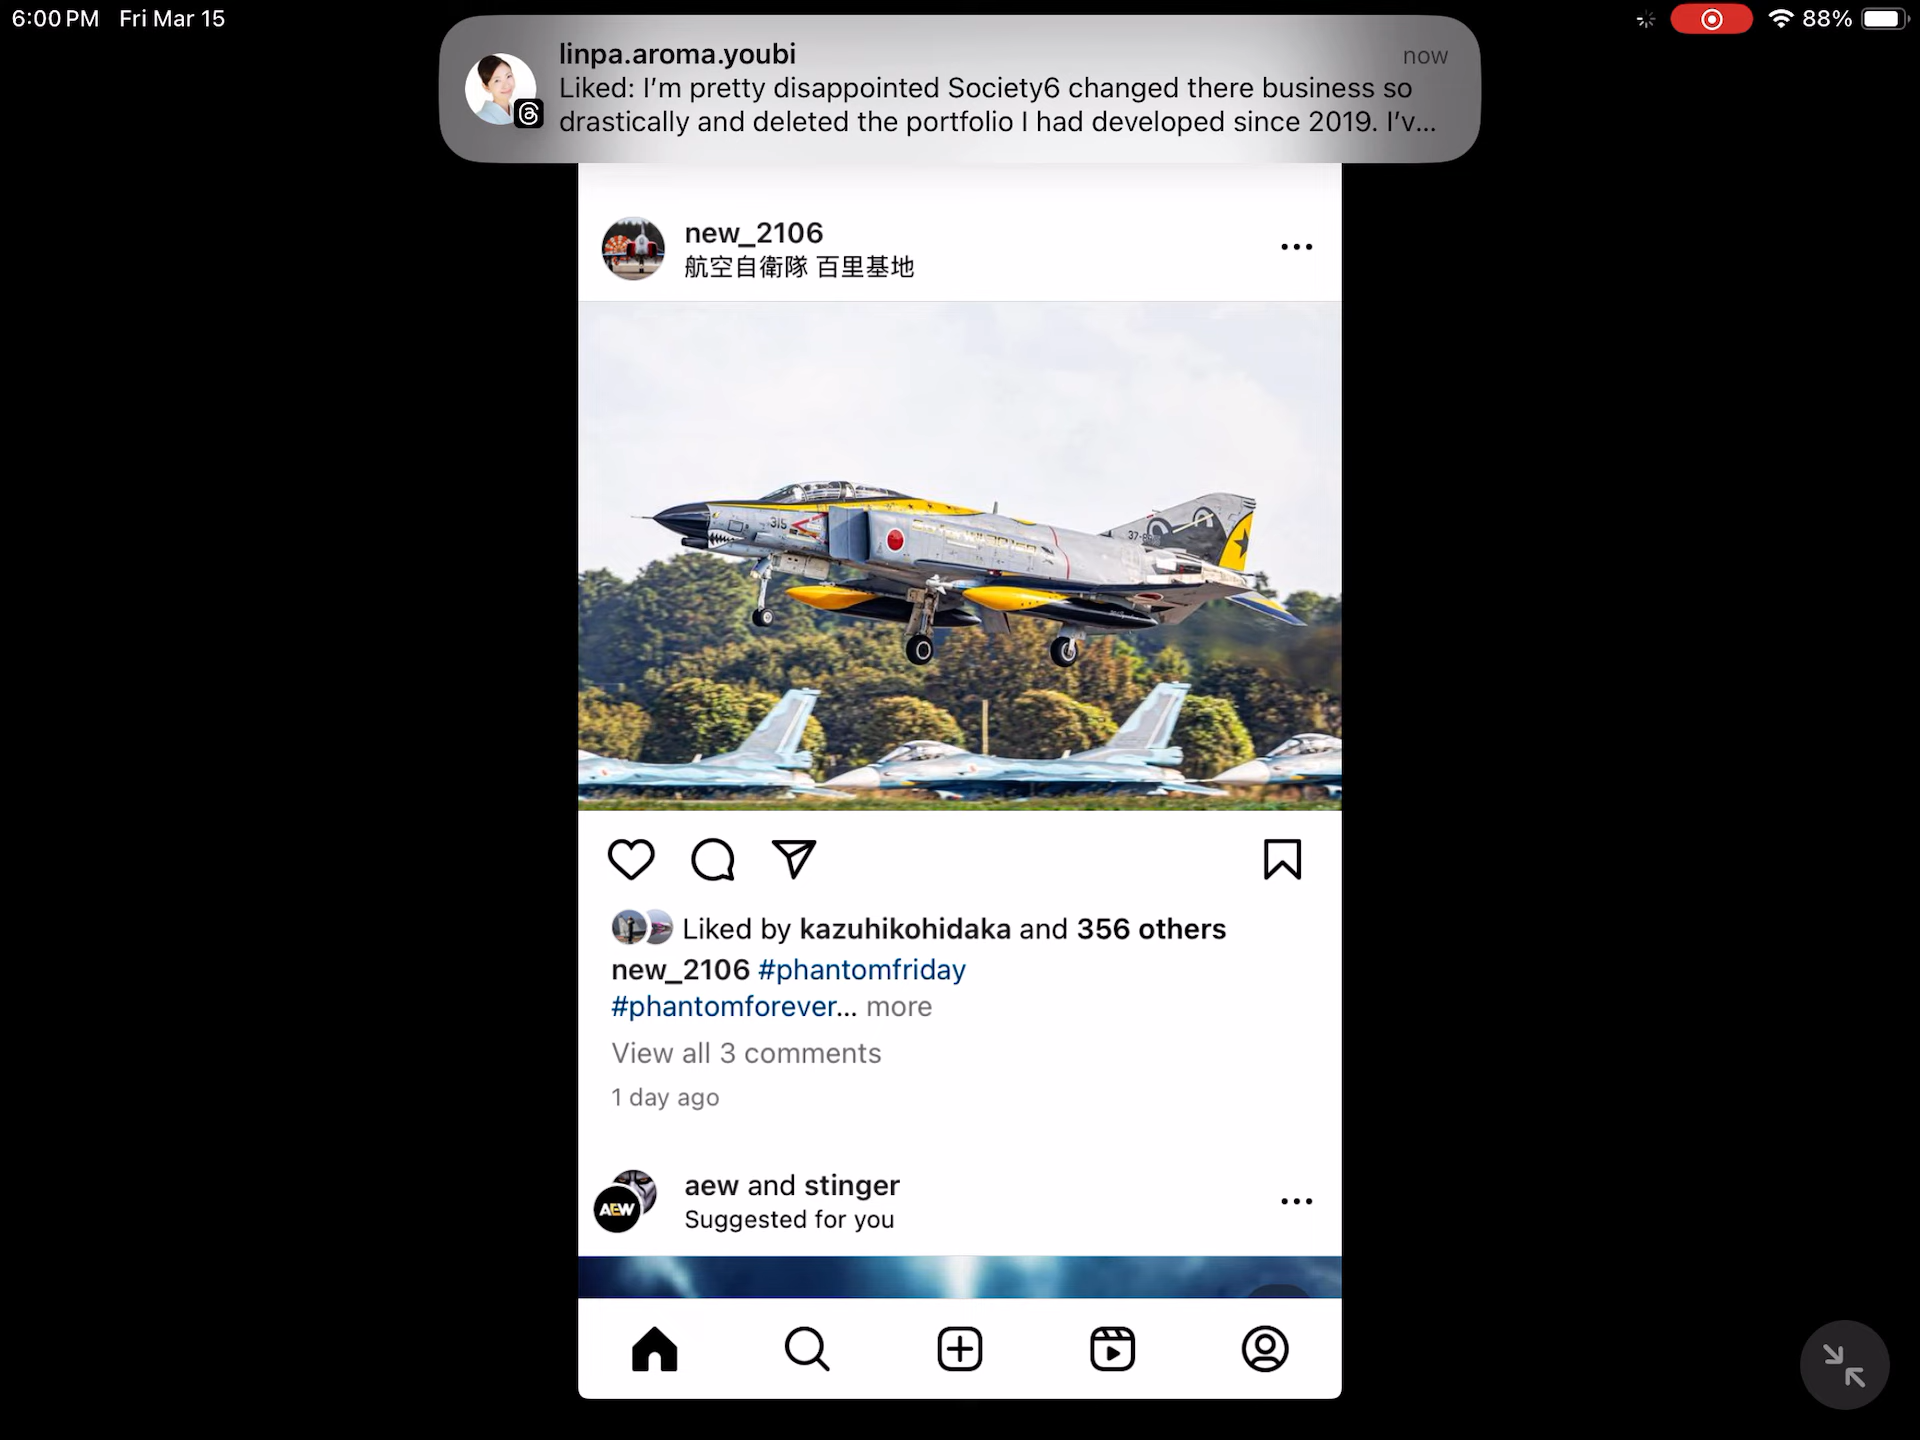 6:00 PM Fri Mar 15
88%
linpa.aroma.youbi
now
Liked: I'm pretty disappointed Society6 changed there business so
drastically and deleted the portfolio I had developed since 2019. I'v...
new_2106
航空自衛隊 百里基地
315
Liked by kazuhikohidaka and 356 others
new_2106 #phantomfriday
#phantomforever... more
View all 3 comments
1 day ago
AEW
aew and stinger
Suggested for you